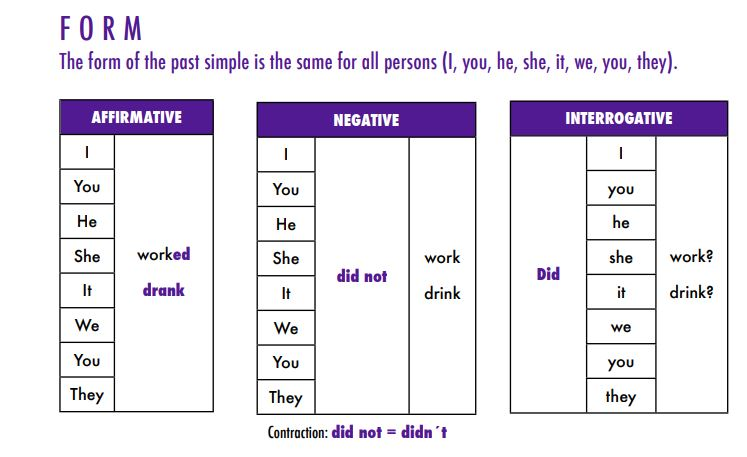 FORM
The form of the past simple is the same for all persons (I, you, he, she, it, we, you, they).
AFFIRMATIVE
I
You
He
She
It
We
You
They
worked
drank
NEGATIVE
I
You
He
She
It
We
You
They
did not
work
drink
Contraction: did not = didn´t
INTERROGATIVE
Did
I
you
he
she
it
we
you
they
work?
drink?